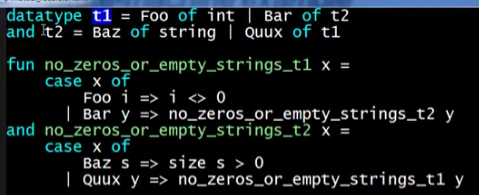 datatype t1 = Foo of int | Bar of t2
and t2 = Baz of string | Quux of t1
fun no_zeros_or_empty_strings_t1 x =
case x of
Foo i => i <> 0
| Bar y => no_zeros_or_empty_strings_t2 y
and no_zeros_or_empty_strings_t2 x =
case x of
Baz s => size s > 0
| Quux y => no_zeros_or_empty_strings_t1 y